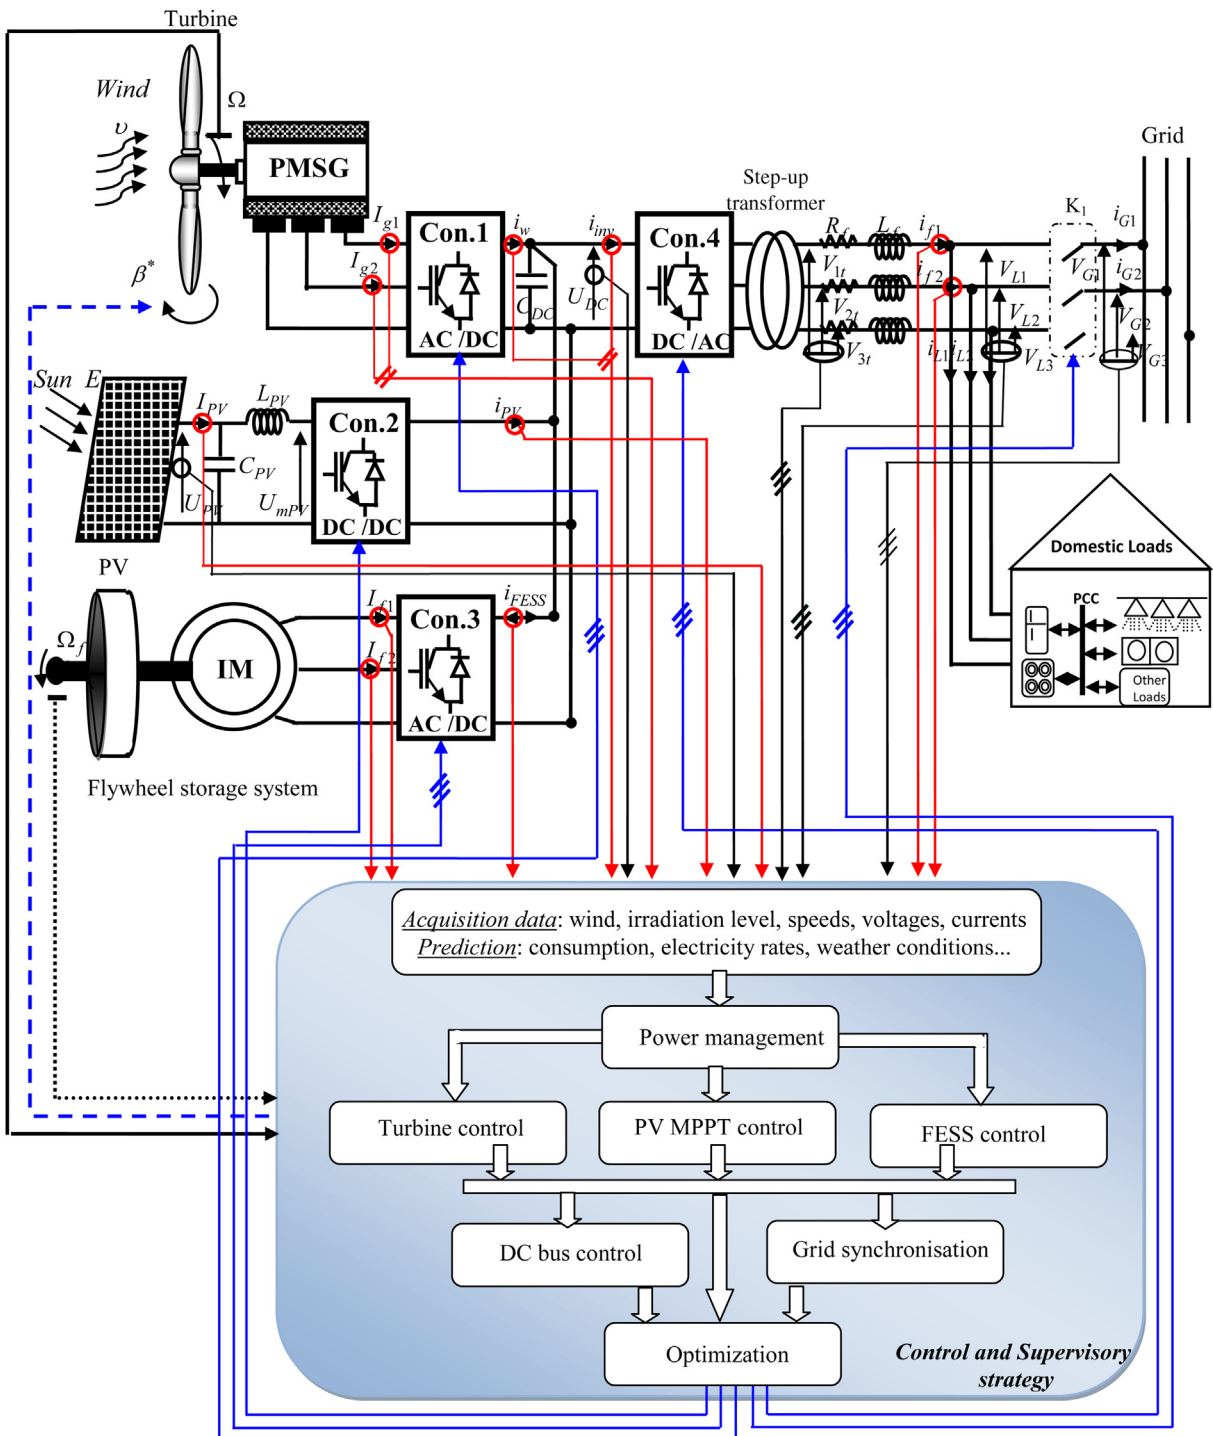 Turbine
Wind
υ
Ω
β*
PMSG
Grid
Step-up
transformer
I_g1
I_g2
Con.1
AC /DC
i_w
C_DC
i_inv
U_DC
Con.4
DC /AC
R_f
L_f
V_1t
V_2t
V_3t
i_f1
i_f2
i_L1
i_L2
V_L1
V_L2
V_L3
K_1
V_G1
V_G2
V_G3
i_G1
i_G2
Sun E
I_PV
L_PV
C_PV
U_PV
U_mPV
Con.2
DC /DC
i_PV
PV
Ω_f
IM
I_f1
I_f2
Con.3
AC /DC
i_FESS
Flywheel storage system
Domestic Loads
PCC
Other
Loads
Acquisition data: wind, irradiation level, speeds, voltages, currents
Prediction: consumption, electricity rates, weather conditions...
Power management
Turbine control
PV MPPT control
FESS control
DC bus control
Grid synchronisation
Optimization
Control and Supervisory
strategy